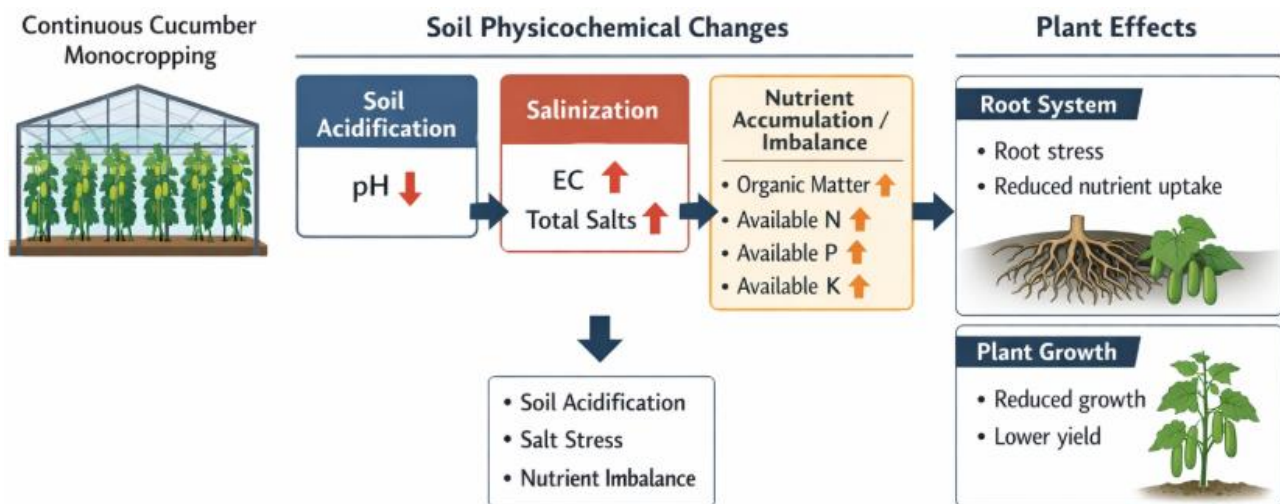 Continuous Cucumber
Monocropping
Soil Physicochemical Changes
Soil
Acidification
pH
Salinization
EC
Total Salts
Nutrient
Accumulation /
Imbalance
• Organic Matter
• Available N
• Available P
• Available K
• Soil Acidification
• Salt Stress
• Nutrient Imbalance
Plant Effects
Root System
• Root stress
• Reduced nutrient uptake
Plant Growth
• Reduced growth
• Lower yield